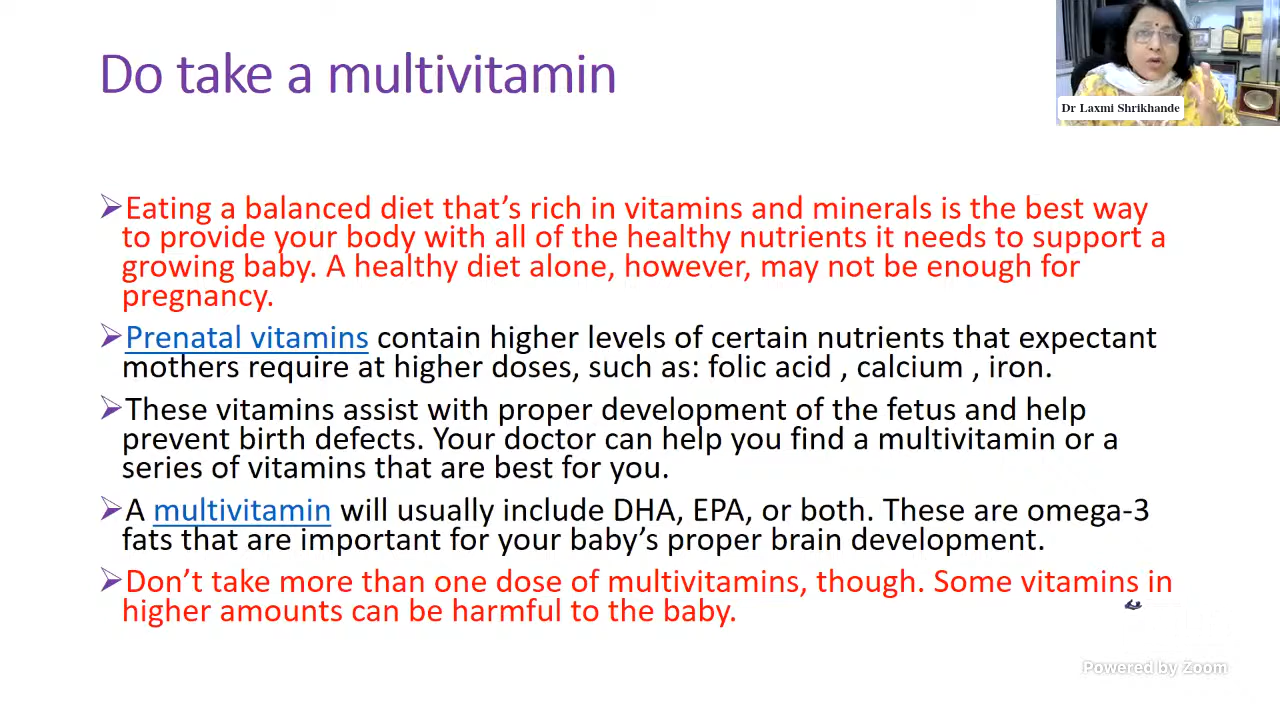 Do take a multivitamin
Dr Laxmi Shrikhande
➢Eating a balanced diet that’s rich in vitamins and minerals is the best way
to provide your body with all of the healthy nutrients it needs to support a
growing baby. A healthy diet alone, however, may not be enough for
pregnancy.
➢Prenatal vitamins contain higher levels of certain nutrients that expectant
mothers require at higher doses, such as: folic acid , calcium , iron.
➢These vitamins assist with proper development of the fetus and help
prevent birth defects. Your doctor can help you find a multivitamin or a
series of vitamins that are best for you.
➢A multivitamin will usually include DHA, EPA, or both. These are omega-3
fats that are important for your baby’s proper brain development.
➢Don’t take more than one dose of multivitamins, though. Some vitamins in
higher amounts can be harmful to the baby.
Powered by Zoom